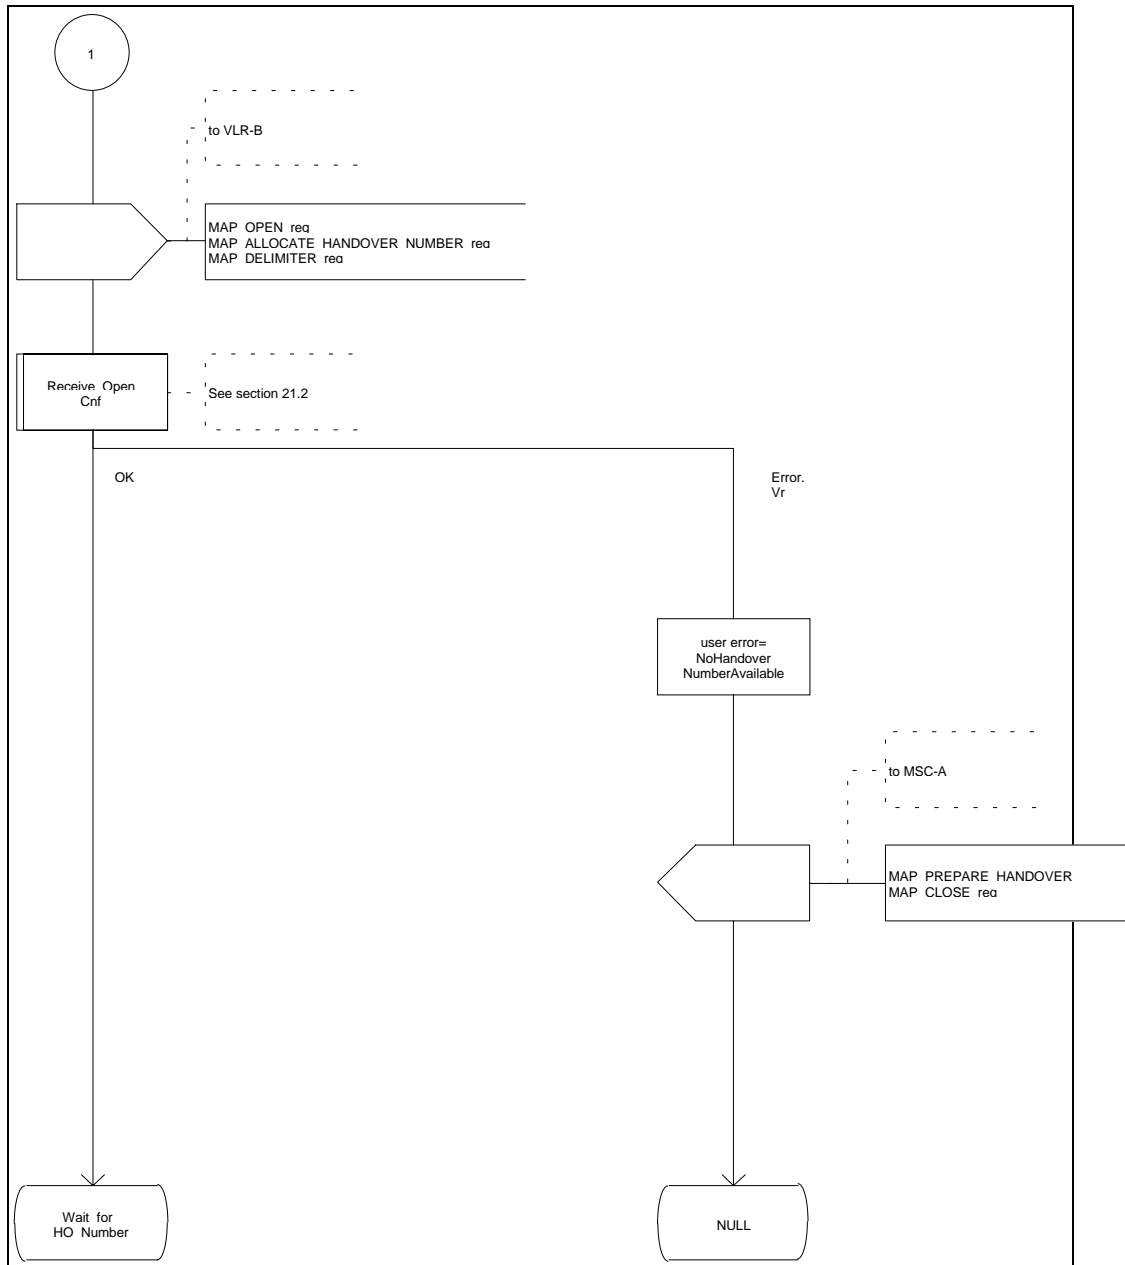 1
to VLR-B
MAP OPEN req
MAP ALLOCATE HANDOVER NUMBER req
MAP DELIMITER req
Receive Open
Cnf
See section 21.2
OK
Error.
Vr
user error=
NoHandover
NumberAvailable
to MSC-A
MAP PREPARE HANDOVER
MAP CLOSE req
Wait for
HO Number
NULL